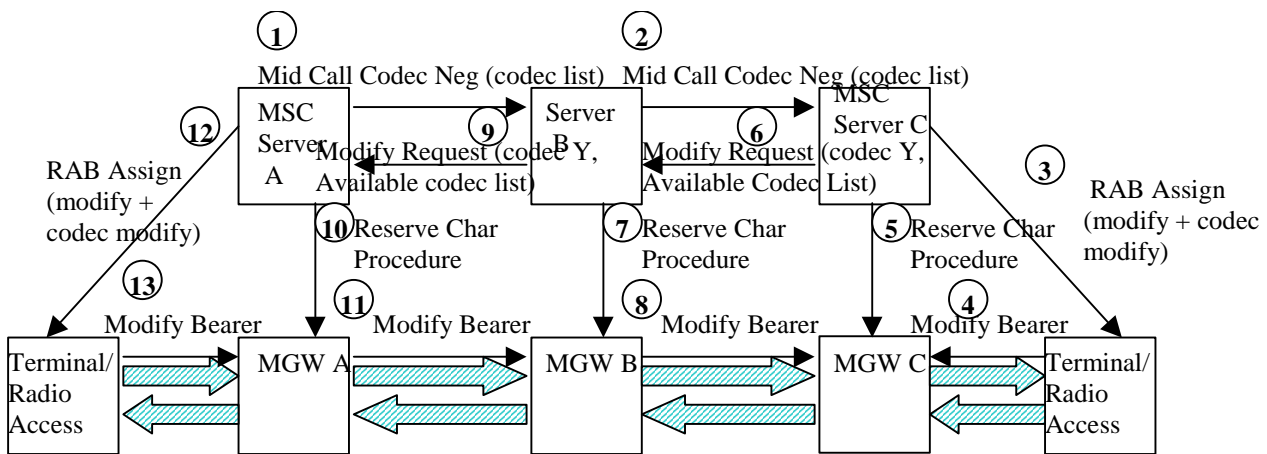 1
2
Mid Call Codec Neg (codec list)
Mid Call Codec Neg (codec list)
MSC
Server
A
Server
B
MSC
Server C
12
9
6
3
Modify Request (codec Y,
Available codec list)
Modify Request (codec Y,
Available Codec List)
RAB Assign
(modify +
codec modify)
RAB Assign
(modify + codec
modify)
10
Reserve Char
Procedure
7
Reserve Char
Procedure
5
Reserve Char
Procedure
13
11
8
4
Modify Bearer
Modify Bearer
Modify Bearer
Modify Bearer
Terminal/
Radio
Access
MGW A
MGW B
MGW C
Terminal/
Radio
Access